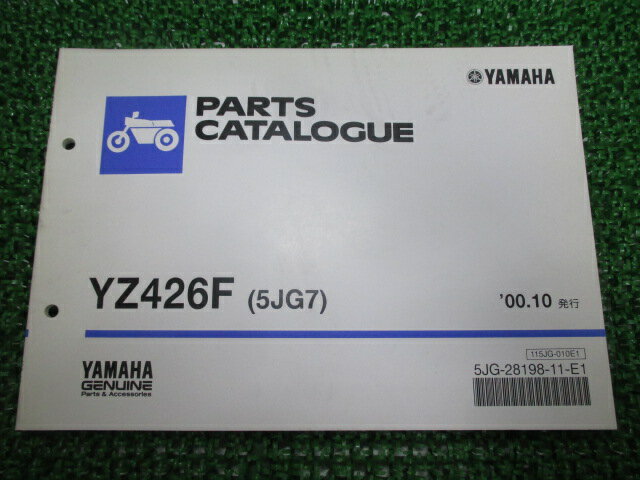 YAMAHA
PARTS
CATALOGUE
YZ426F (5JG7)
'00.10 発行
115JG-010E1
5JG-28198-11-E1
YAMAHA
GENUINE
Parts & Accessories